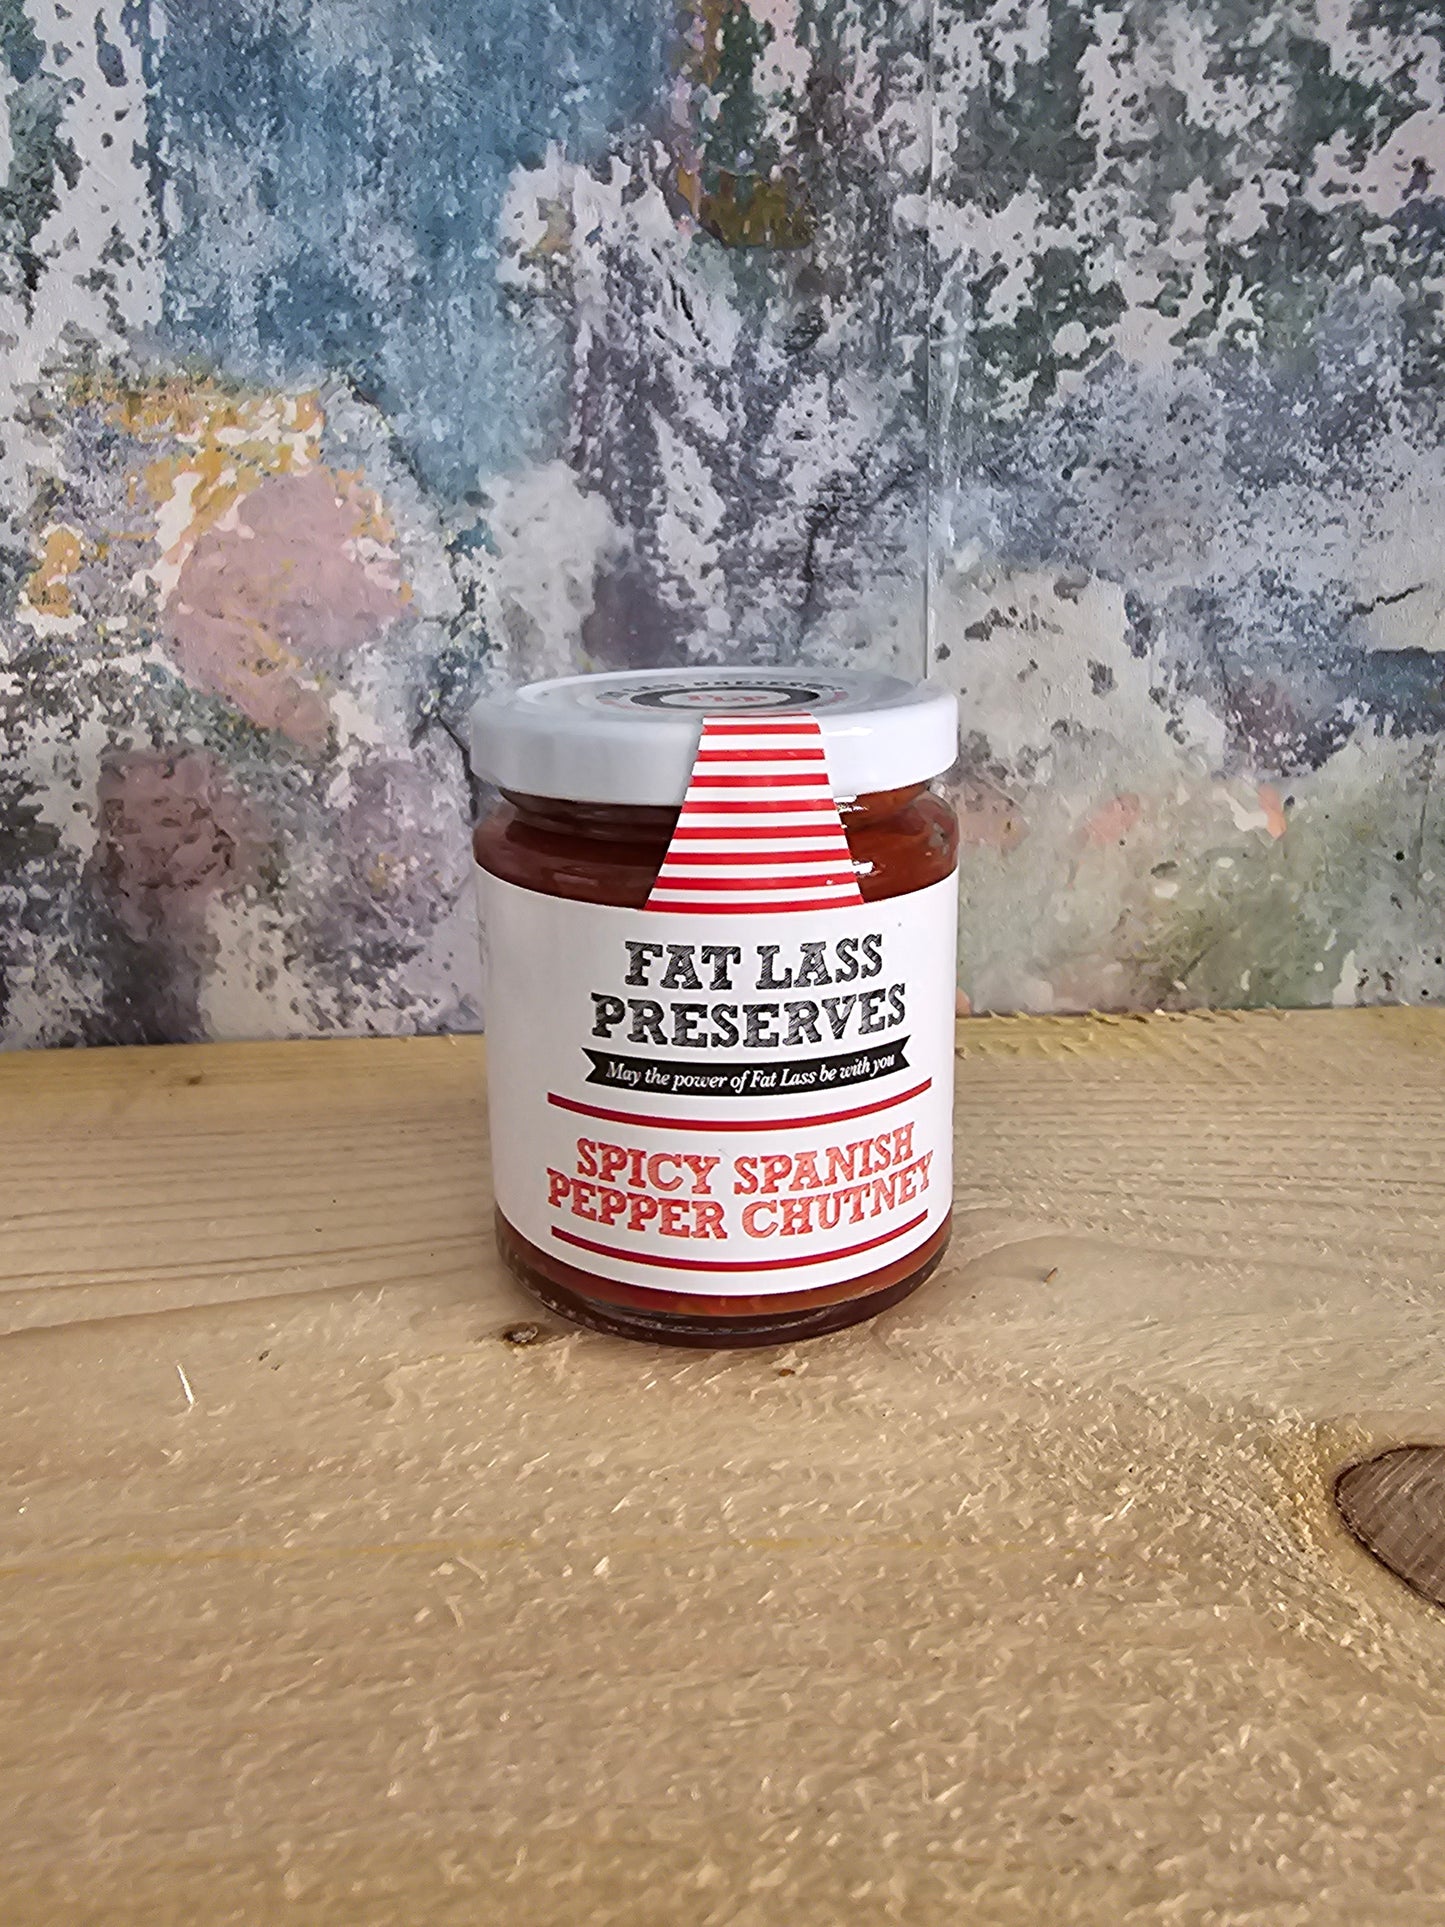 FAT LASS
PRESERVES
May the power of Fat Lass be with you
SPICY SPANISH
PEPPER CHUTNEY